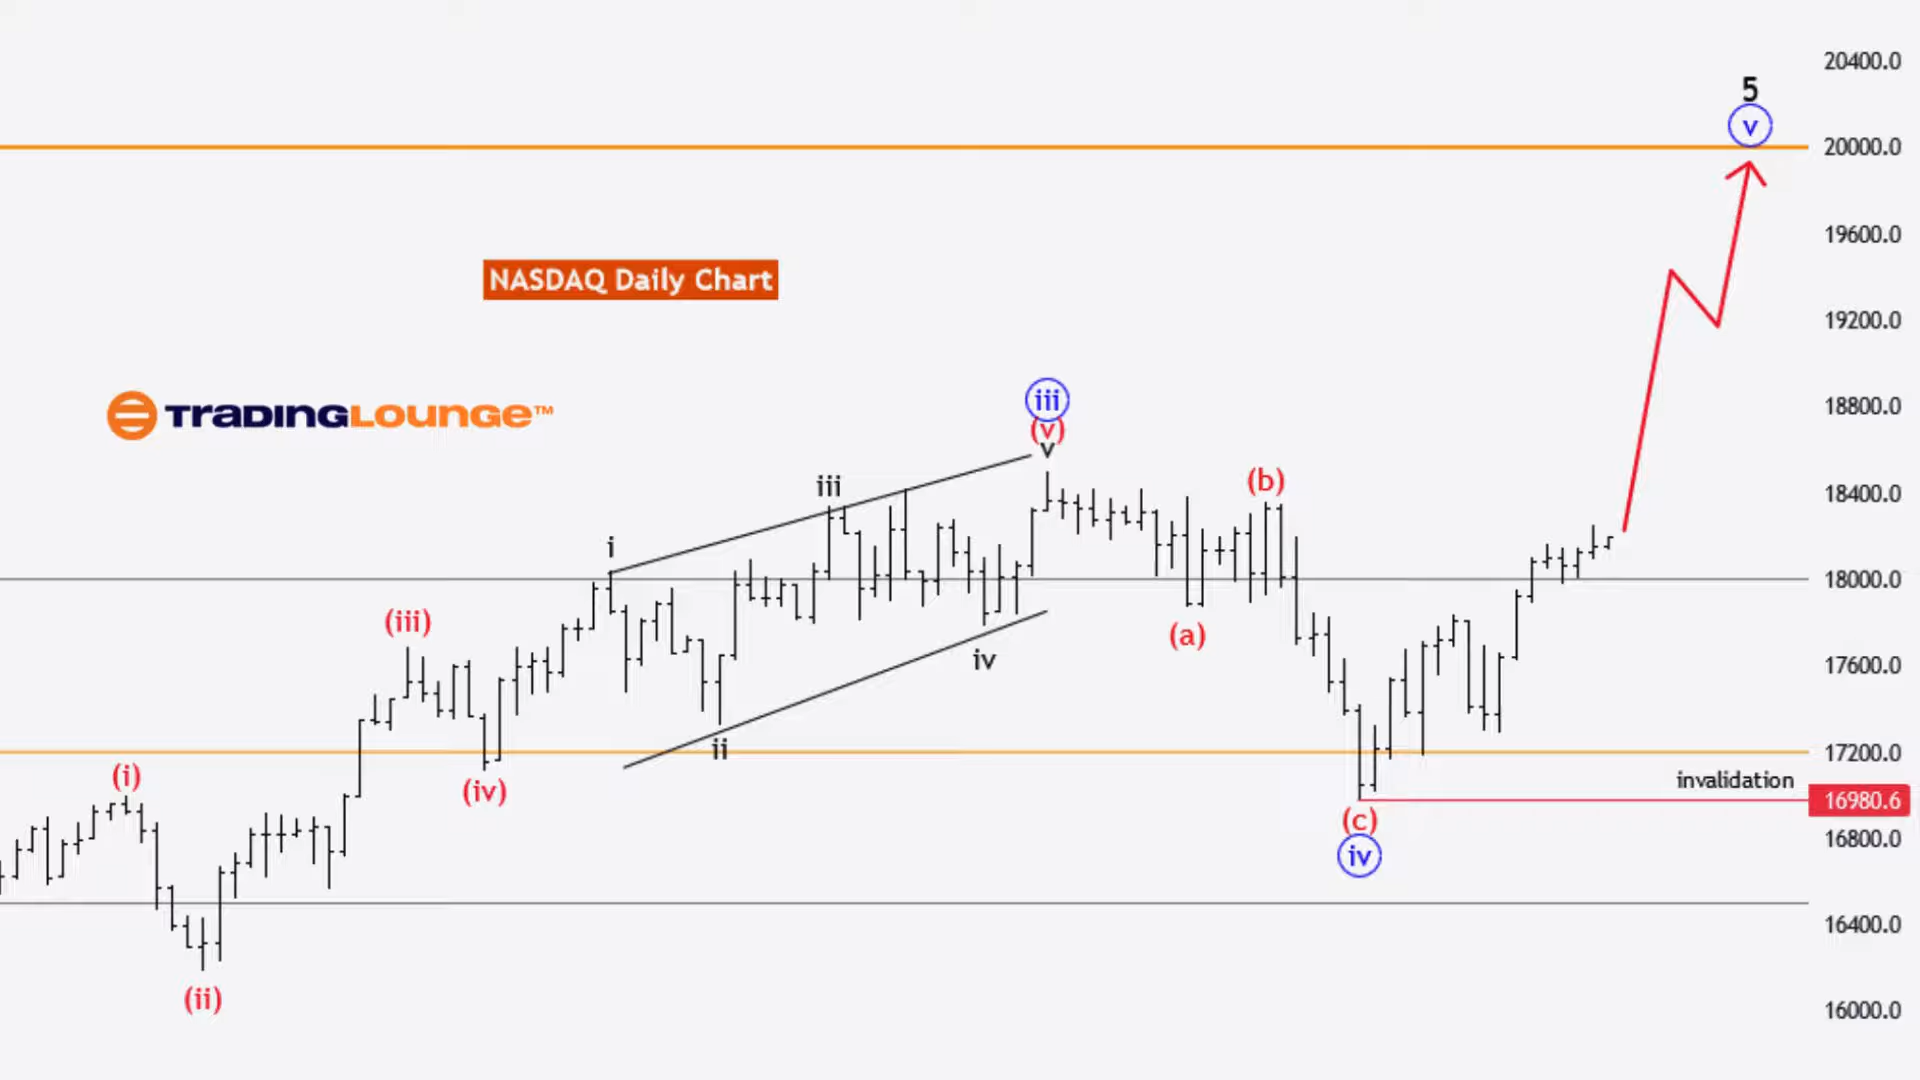 20400.0
5
v
20000.0
19600.0
NASDAQ Daily Chart
19200.0
TRADINGLOUNGE™
iii
(v)
v
18800.0
iii
(b)
18400.0
i
18000.0
(iii)
(a)
iv
17600.0
ii
17200.0
(i)
(iv)
invalidation
16980.6
(c)
iv
16800.0
16400.0
(ii)
16000.0